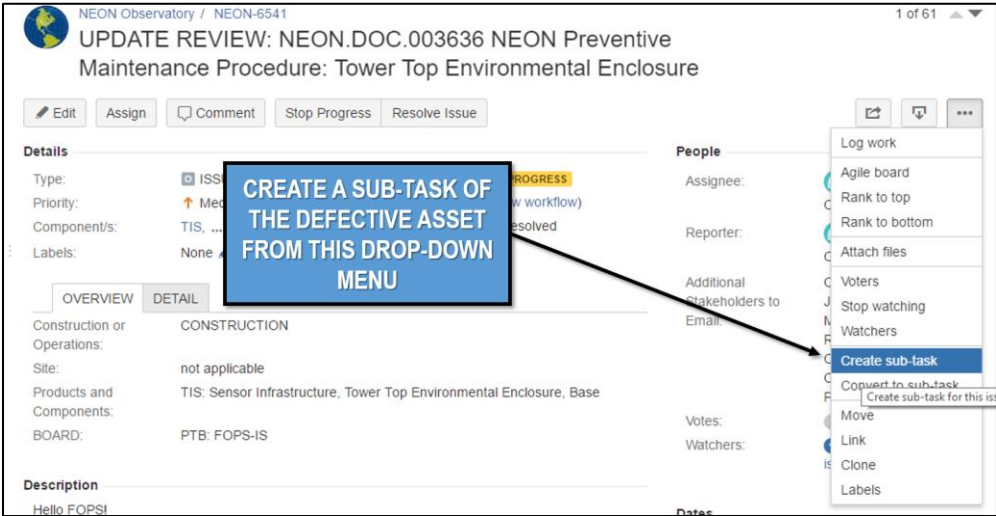 NEON Observatory / NEON-6541
1 of 61
UPDATE REVIEW: NEON.DOC.003636 NEON Preventive
Maintenance Procedure: Tower Top Environmental Enclosure
Edit Assign Comment Stop Progress Resolve Issue
Details
Type: ISS PROGRESS
Priority: Med w workflow)
Component/s: TIS, ... esolved
Labels: None
CREATE A SUB-TASK OF
THE DEFECTIVE ASSET
FROM THIS DROP-DOWN
MENU
OVERVIEW DETAIL
Construction or CONSTRUCTION
Operations:
Site: not applicable
Products and TIS: Sensor Infrastructure, Tower Top Environmental Enclosure, Base
Components:
BOARD: PTB: FOPS-IS
Description
Hello FOPS!
People
Assignee:
Reporter:
Additional
Stakeholders to
Email:
Votes:
Watchers:
Dates
Log work
Agile board
Rank to top
Rank to bottom
Attach files
Voters
Stop watching
Watchers
Create sub-task
Convert to sub-task
Create sub-task for this iss
Move
Link
Clone
Labels